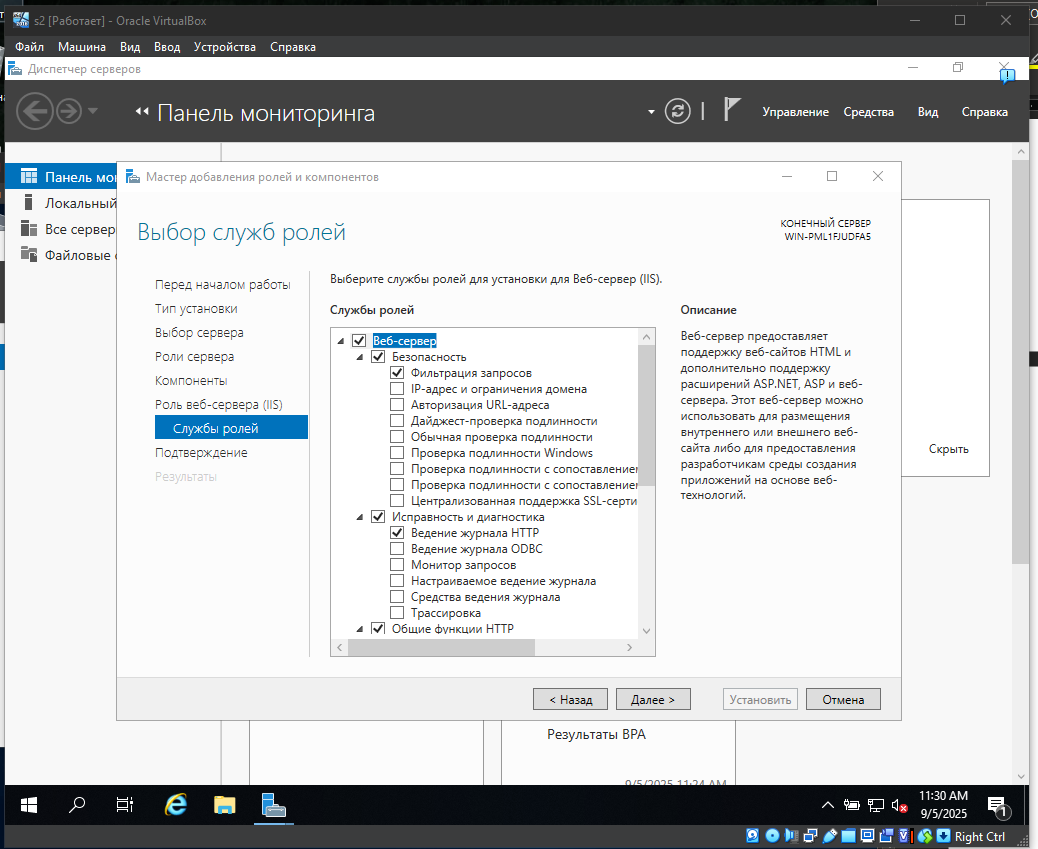 s2 [Работает] - Oracle VirtualBox
Файл Машина Вид Ввод Устройства Справка
Диспетчер серверов
Панель мониторинга
Управление Средства Вид Справка
Панель мо
Локальный
Все сервер
Файловые
Мастер добавления ролей и компонентов
Выбор служб ролей
КОНЕЧНЫЙ СЕРВЕР
WIN-PML1FJUDFA5
Перед началом работы
Тип установки
Выбор сервера
Роли сервера
Компоненты
Роль веб-сервера (IIS)
Службы ролей
Подтверждение
Результаты
Выберите службы ролей для установки для Веб-сервер (IIS).
Службы ролей
Веб-сервер
Безопасность
Фильтрация запросов
IP-адрес и ограничения домена
Авторизация URL-адреса
Дайджест-проверка подлинности
Обычная проверка подлинности
Проверка подлинности Windows
Проверка подлинности с сопоставление
Проверка подлинности с сопоставление
Централизованная поддержка SSL-серти
Исправность и диагностика
Ведение журнала HTTP
Ведение журнала ODBC
Монитор запросов
Настраиваемое ведение журнала
Средства ведения журнала
Трассировка
Общие функции HTTP
Описание
Веб-сервер предоставляет
поддержку веб-сайтов HTML и
дополнительно поддержку
расширений ASP.NET, ASP и веб-
сервера. Этот веб-сервер можно
использовать для размещения
внутреннего или внешнего веб-
сайта либо для предоставления
разработчикам среды создания
приложений на основе веб-
технологий.
Скрыть
< Назад
Далее >
Установить
Отмена
Результаты BPA
9/5/2025 11:24 AM
11:30 AM
9/5/2025
1
Right Ctrl